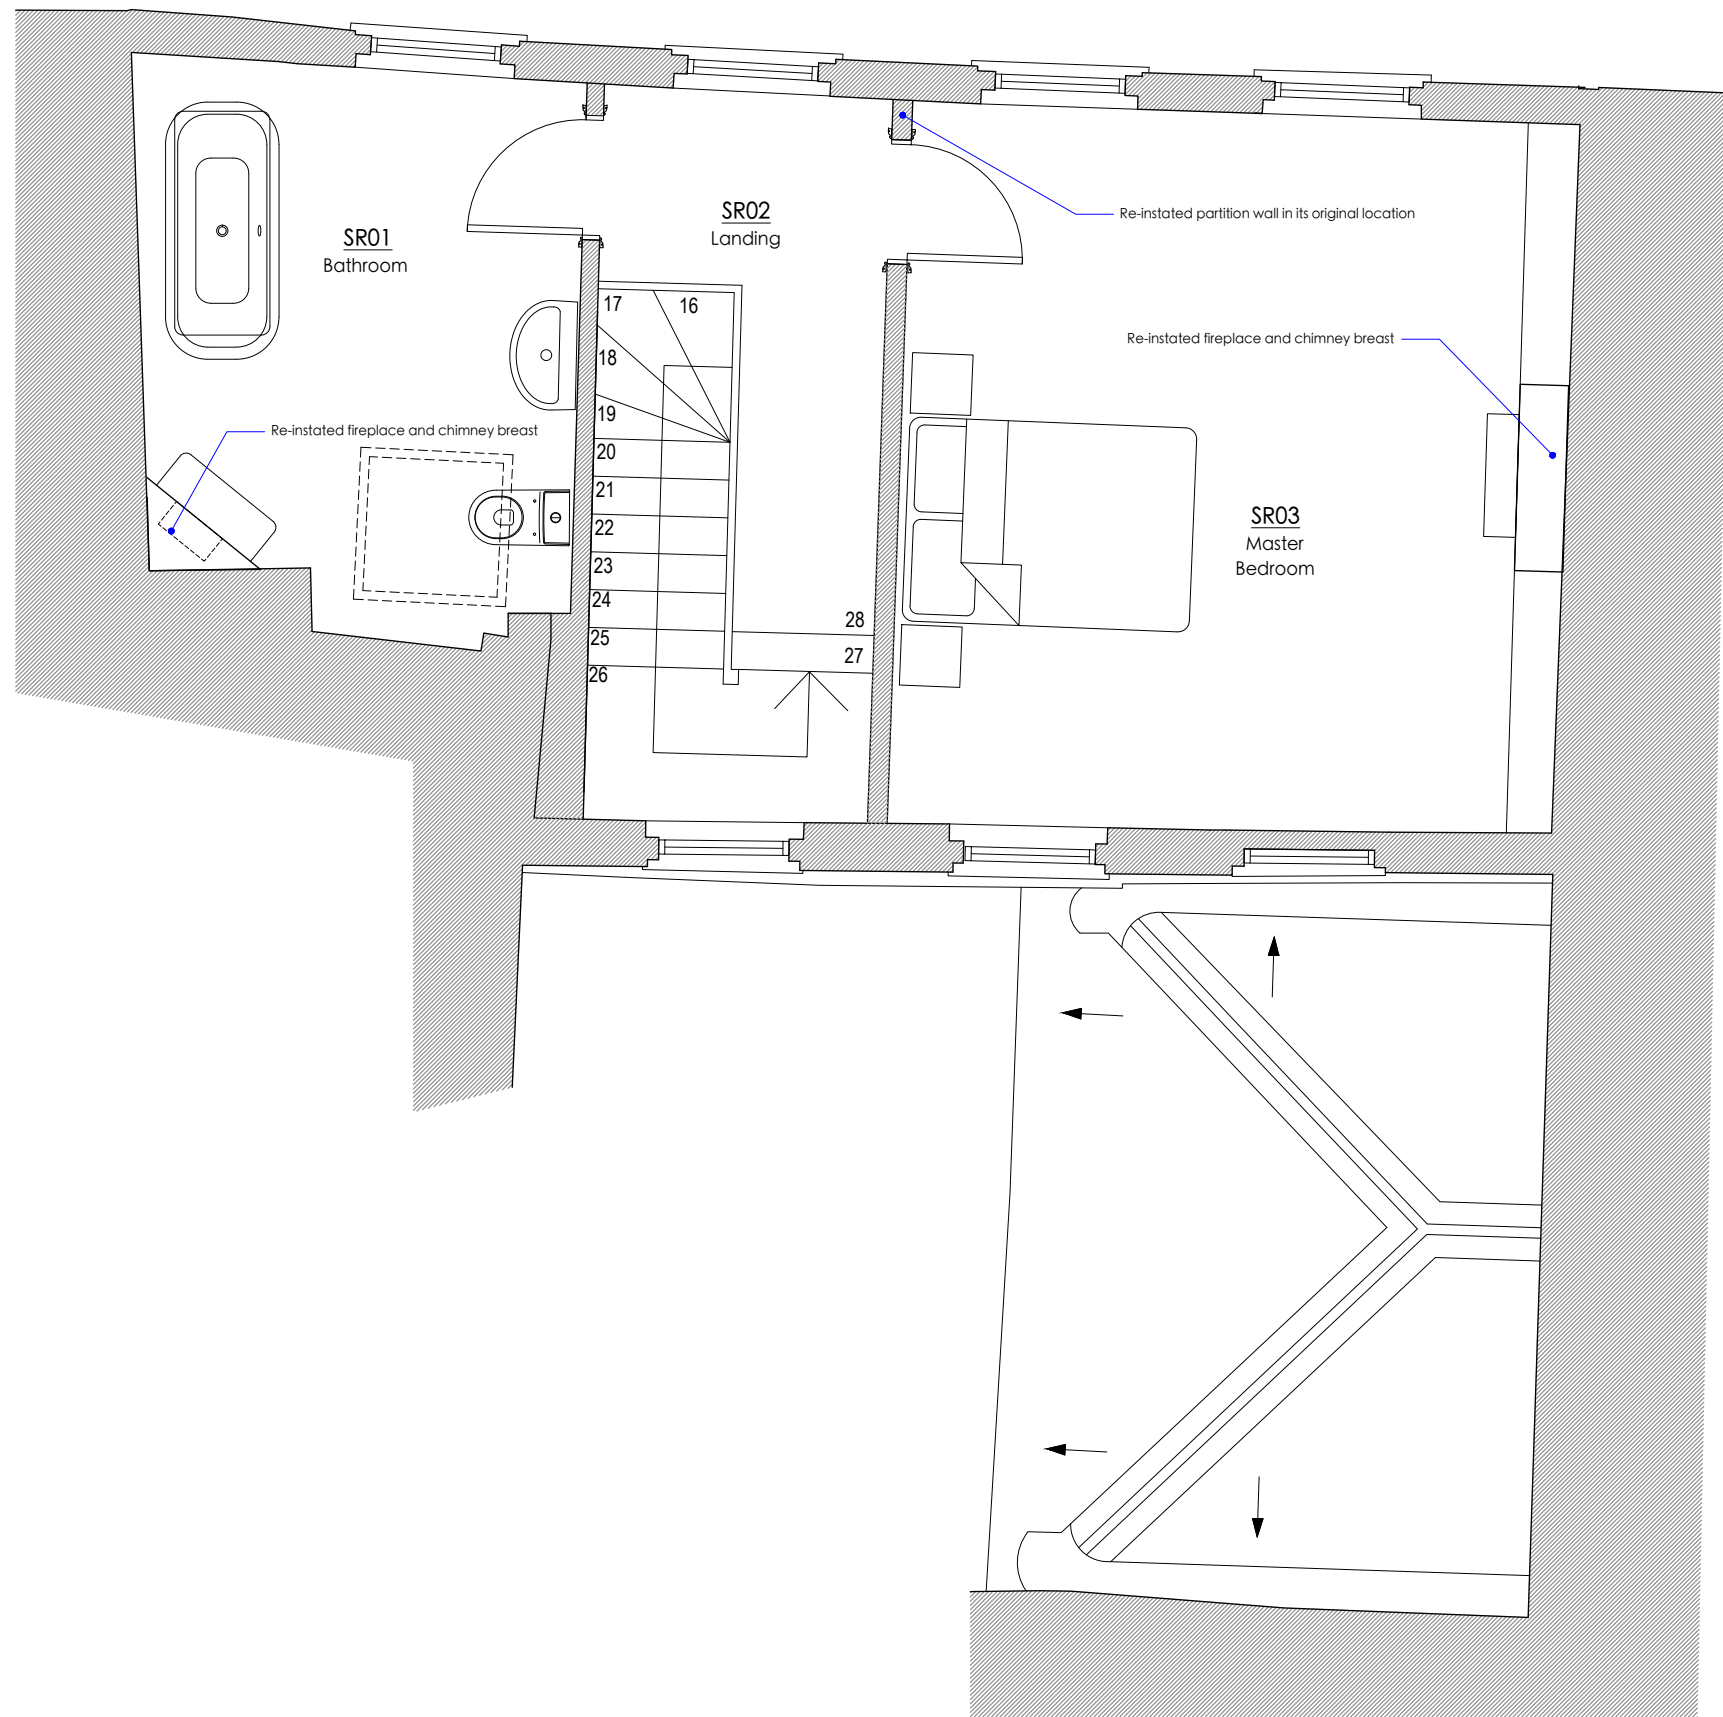 SR01
Bathroom
SR02
Landing
Re-instated partition wall in its original location
Re-instated fireplace and chimney breast
Re-instated fireplace and chimney breast
SR03
Master
Bedroom
17
16
18
19
20
21
22
23
24
25
26
28
27